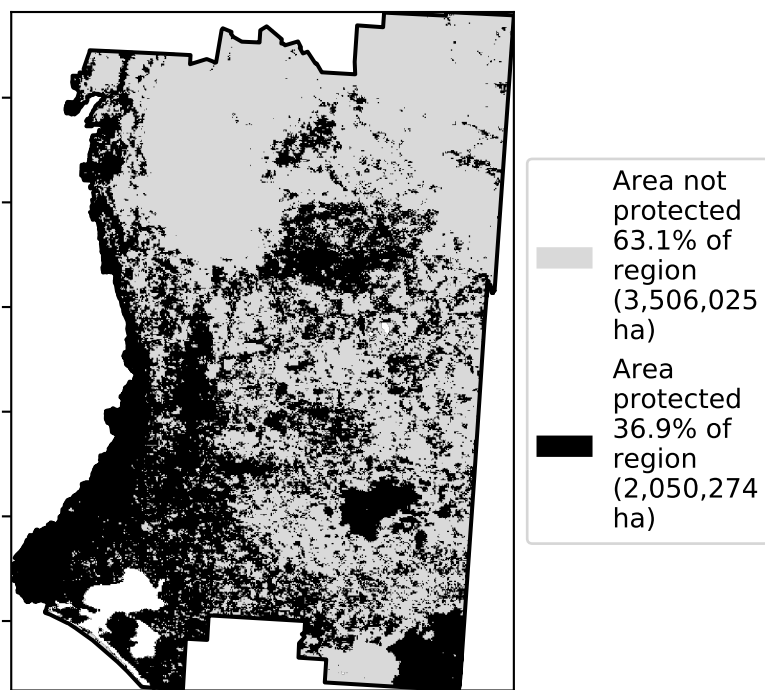 Area not
protected
63.1% of
region
(3,506,025
ha)
Area
protected
36.9% of
region
(2,050,274
ha)